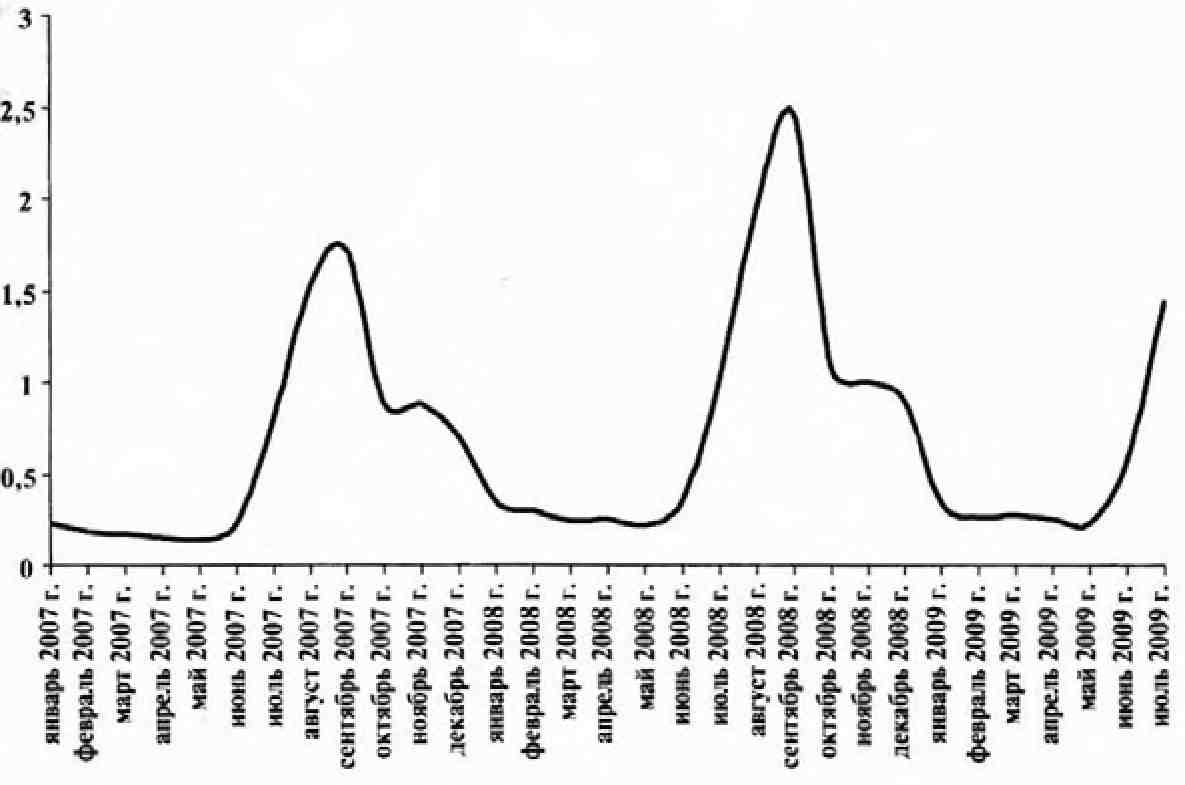 3
2,5
2
1,5
1
0,5
0
январь 2007 г.
февраль 2007 г.
март 2007 г.
апрель 2007 г.
май 2007 г.
июнь 2007 г.
июль 2007 г.
август 2007 г.
сентябрь 2007 г.
октябрь 2007 г.
ноябрь 2007 г.
декабрь 2007 г.
январь 2008 г.
февраль 2008 г.
март 2008 г.
апрель 2008 г.
май 2008 г.
июнь 2008 г.
июль 2008 г.
август 2008 г.
сентябрь 2008 г.
октябрь 2008 г.
ноябрь 2008 г.
декабрь 2008 г.
январь 2009 г.
февраль 2009 г.
март 2009 г.
апрель 2009 г.
май 2009 г.
июнь 2009 г.
июль 2009 г.